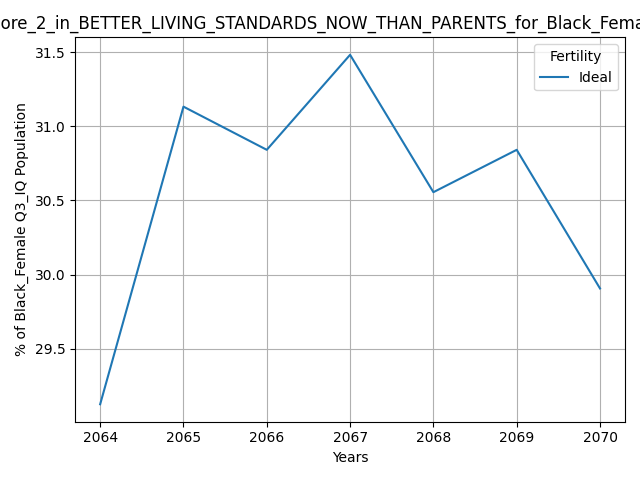 ore_2_in_BETTER_LIVING_STANDARDS_NOW_THAN_PARENTS_for_Black_Fema
31.5
31.0
30.5
30.0
29.5
% of Black_Female Q3_IQ Population
Fertility
Ideal
2064 2065 2066 2067 2068 2069 2070
Years